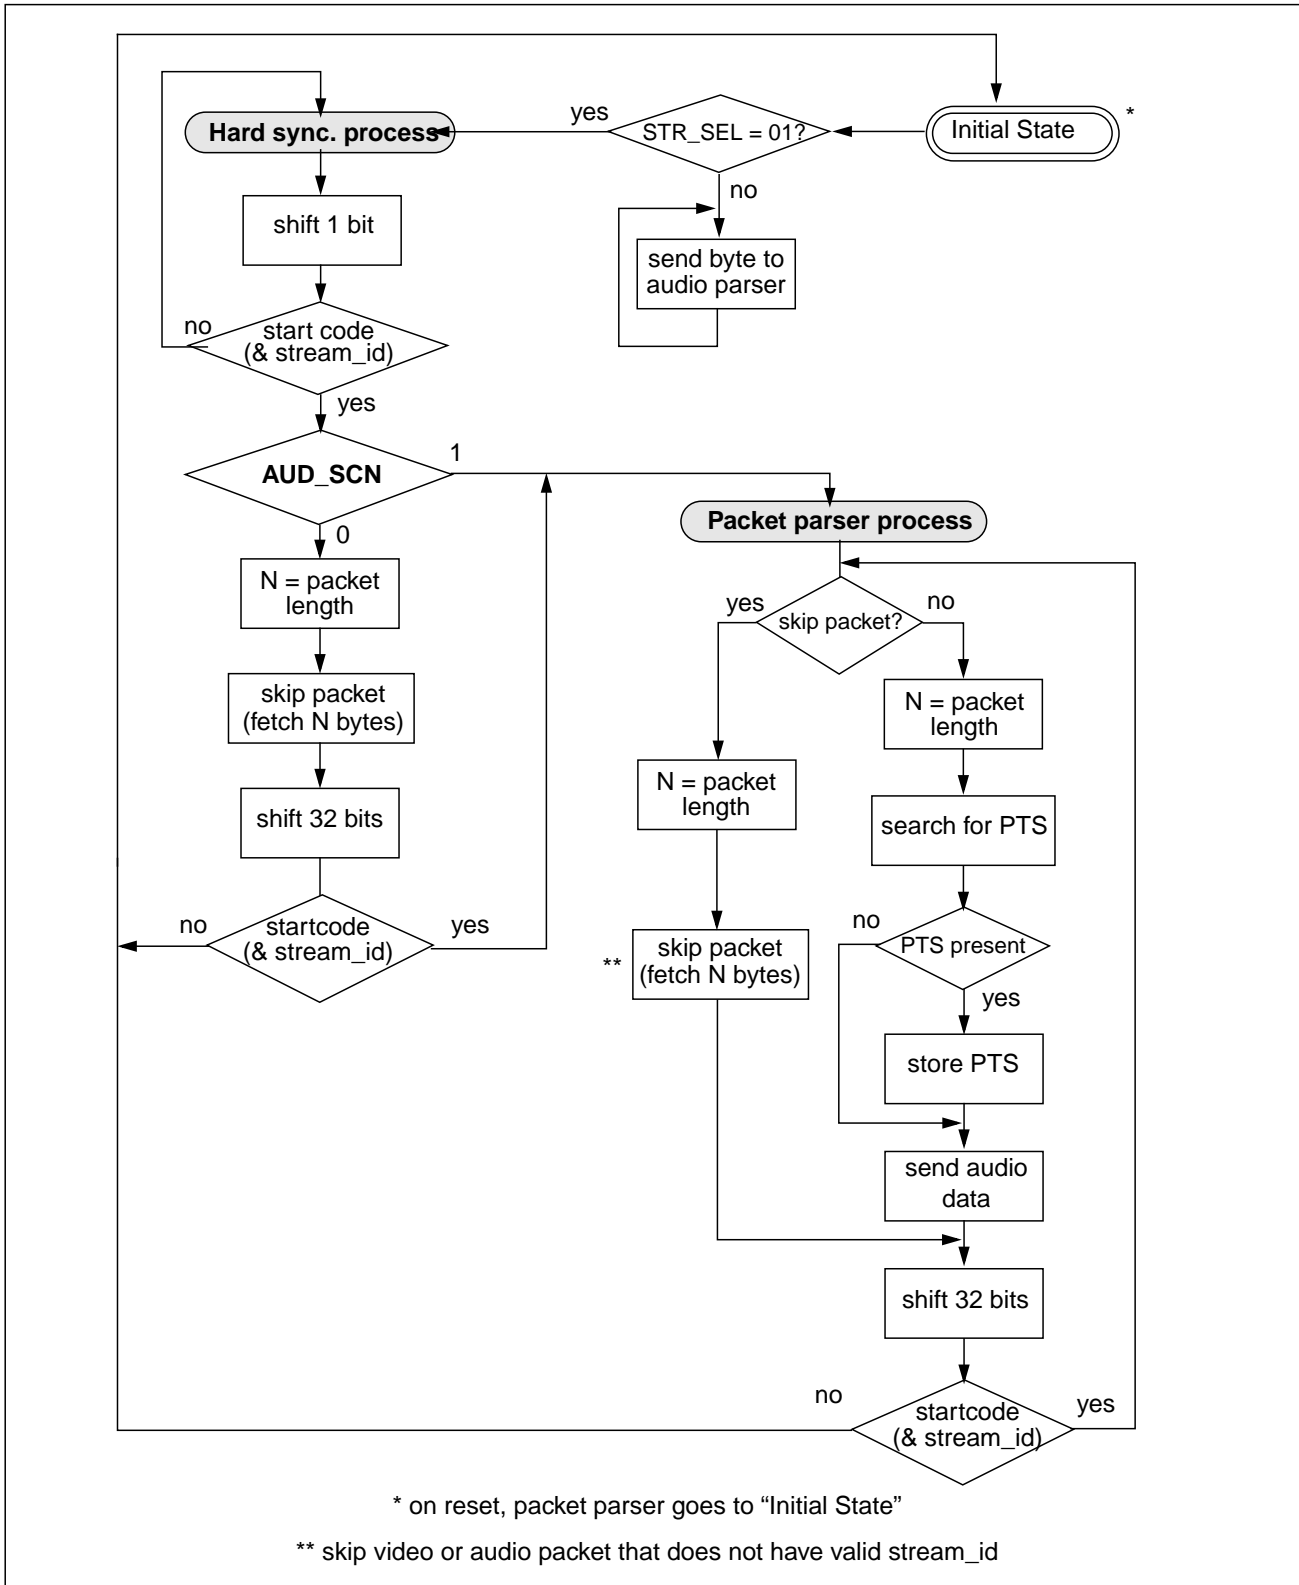 Initial State
*
STR_SEL = 01?
yes
no
Hard sync. process
shift 1 bit
send byte to
audio parser
start code
(& stream_id)
no
yes
AUD_SCN
1
0
N = packet
length
skip packet
(fetch N bytes)
shift 32 bits
startcode
(& stream_id)
no
yes
Packet parser process
skip packet?
yes
no
N = packet
length
**
skip packet
(fetch N bytes)
N = packet
length
search for PTS
PTS present
no
yes
store PTS
send audio
data
shift 32 bits
startcode
(& stream_id)
no
yes
* on reset, packet parser goes to “Initial State”
** skip video or audio packet that does not have valid stream_id